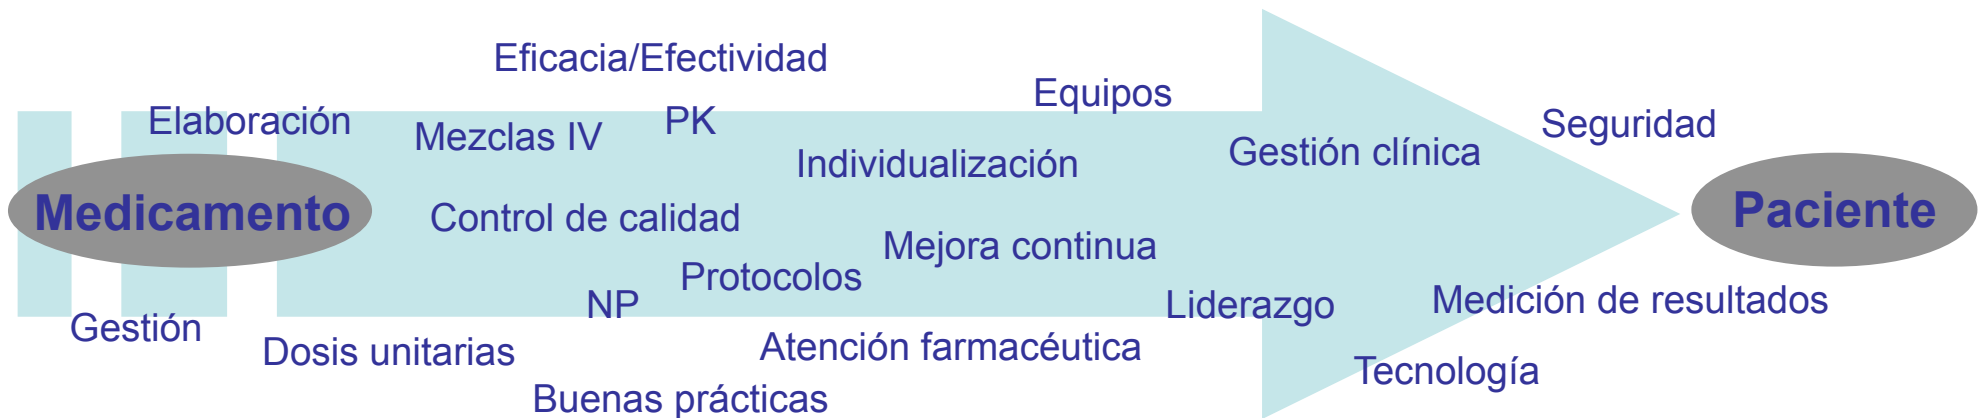 Eficacia/Efectividad
Equipos
Elaboración
PK
Mezclas IV
Seguridad
Individualización
Gestión clínica
Medicamento
Control de calidad
Paciente
Mejora continua
Protocolos
NP
Liderazgo
Medición de resultados
Gestión
Dosis unitarias
Atención farmacéutica
Tecnología
Buenas prácticas